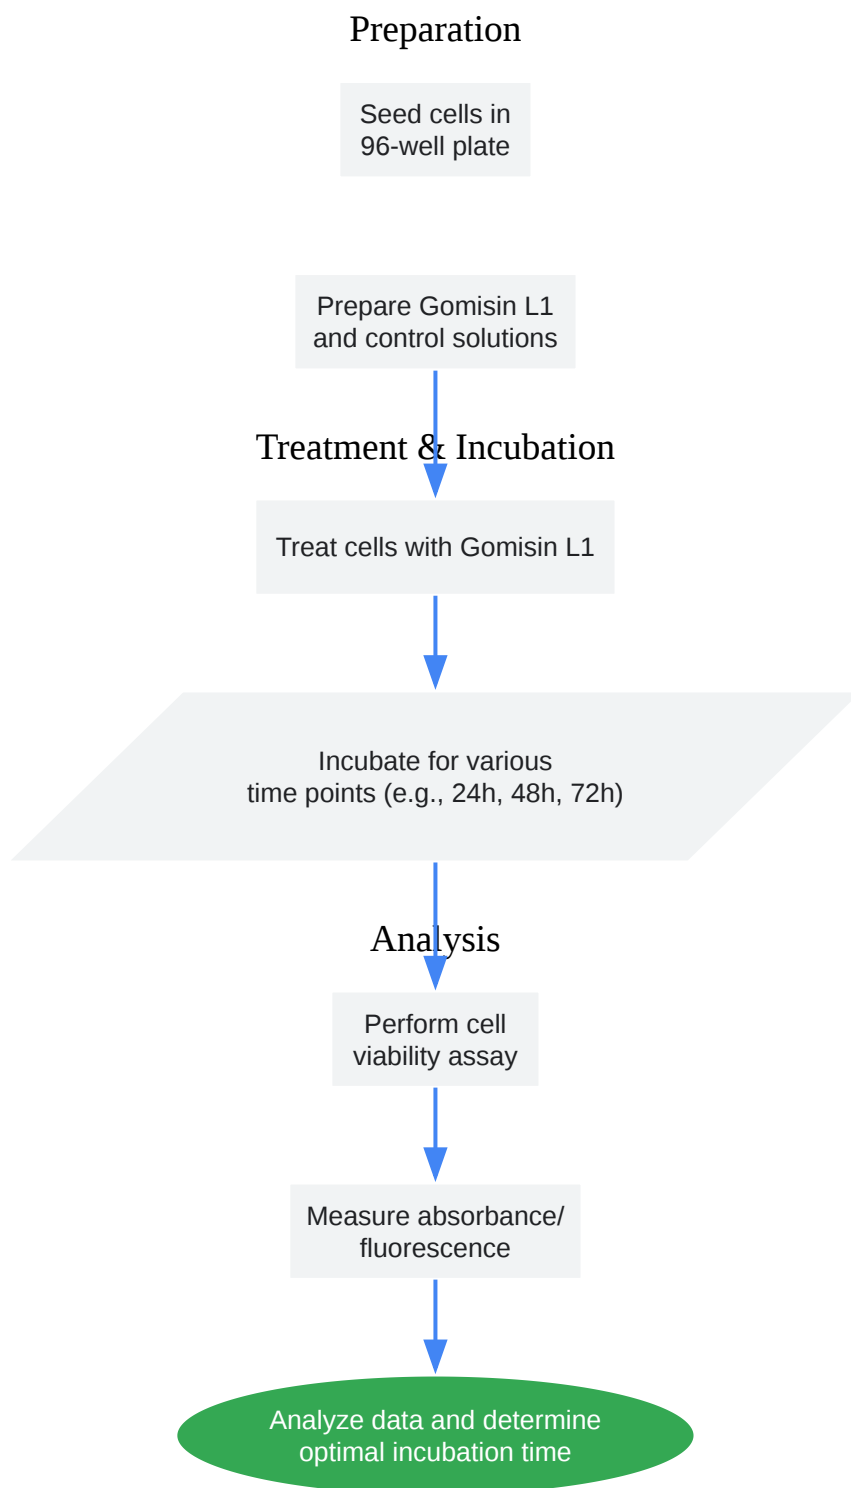 Preparation
Seed cells in
96-well plate
Prepare Gomisin L1
and control solutions
Treatment & Incubation
Treat cells with Gomisin L1
Incubate for various
time points (e.g., 24h, 48h, 72h)
Analysis
Perform cell
viability assay
Measure absorbance/
fluorescence
Analyze data and determine
optimal incubation time